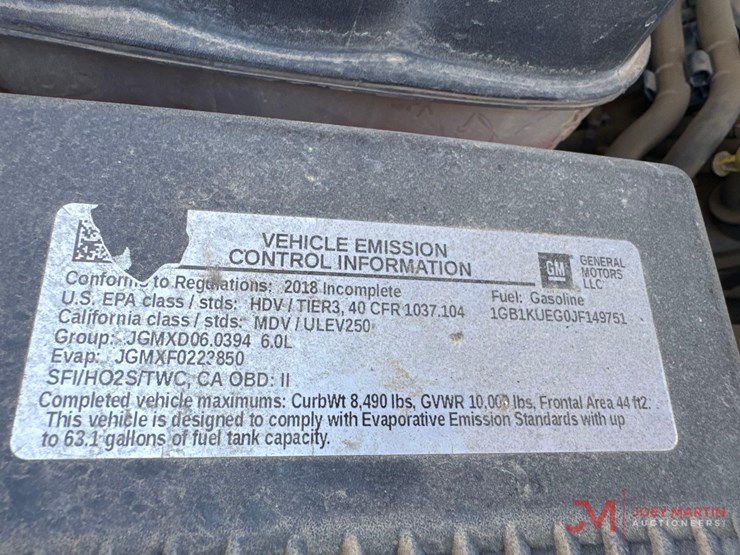 VEHICLE EMISSION
CONTROL INFORMATION
GM
GENERAL
MOTORS
LLC
Conform to Regulations: 2018 Incomplete
U.S. EPA class / stds: HDV / TIER3, 40 CFR 1037.104
California class / stds: MDV / ULEV250
Group: JGMXD06.0394 6.0L
Evap: JGMXF0222850
SFI/HO2S/TWC, CA OBD: II
Fuel: Gasoline
1GB1KUEG0JF149751
Completed vehicle maximums: CurbWt 8,490 lbs, GVWR 10,000 lbs, Frontal Area 44 ft2.
This vehicle is designed to comply with Evaporative Emission Standards with up
to 63.1 gallons of fuel tank capacity.
JM
JOEY MARTIN
AUCTIONEERS!